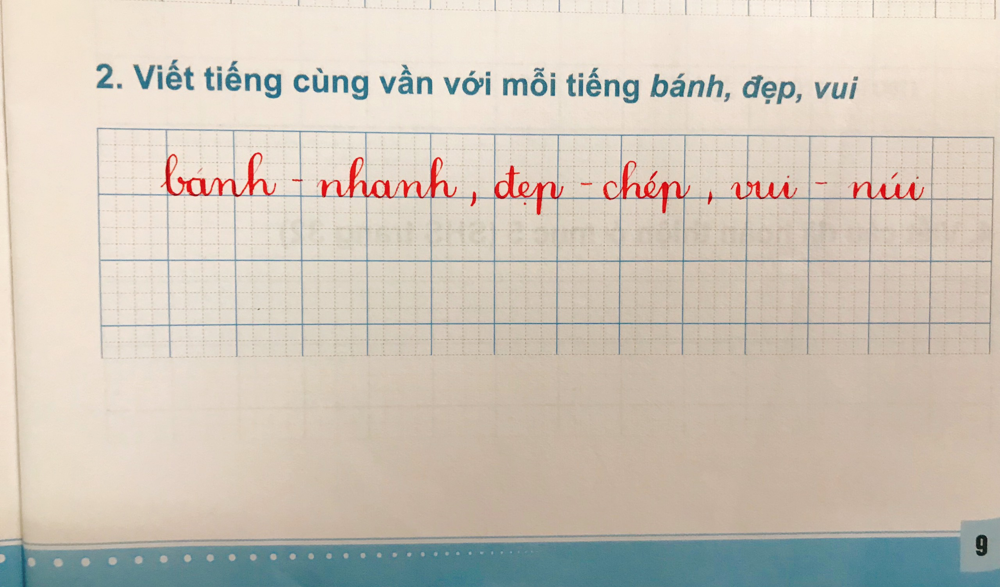 2. Viết tiếng cùng vần với mỗi tiếng bánh, đẹp, vui
bánh - nhanh, đẹp - chép, vui - núi
9